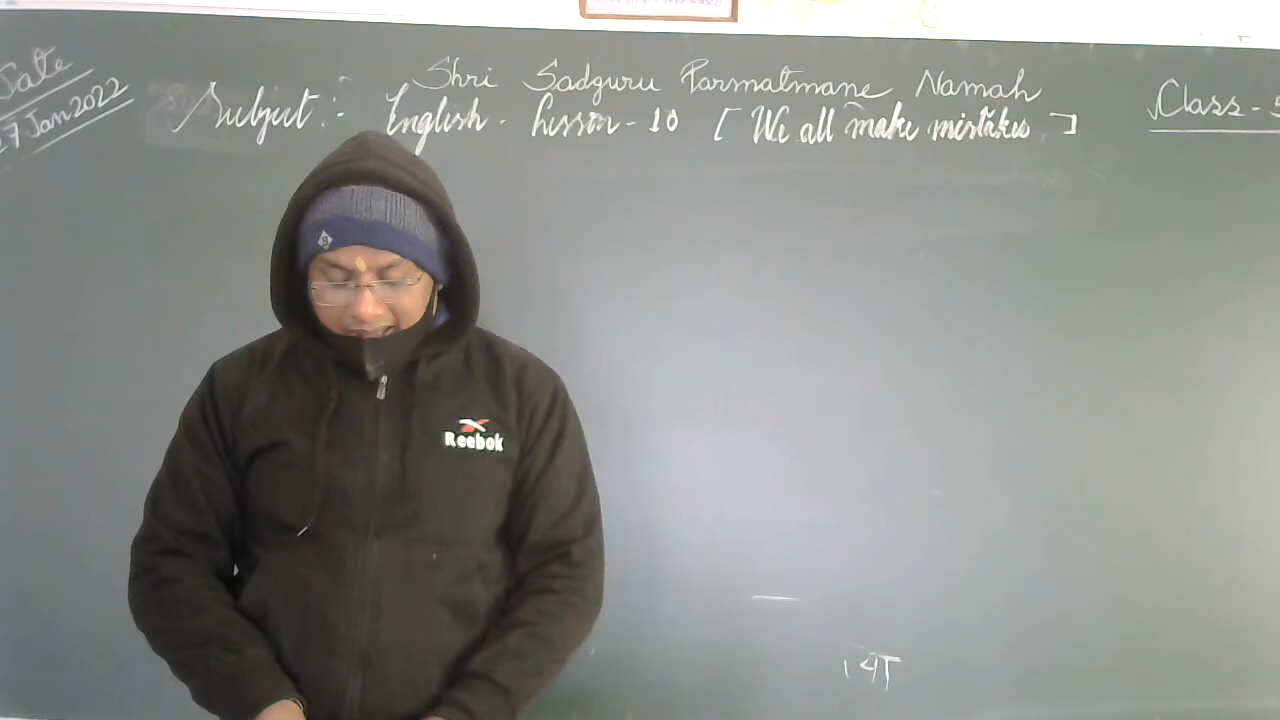 Shri Sadguru Parmatmane Namah
Date
27 Jan 2022
Subject :- English - Lesson - 10 [ We all make mistakes ]
Class - 5
Reebok